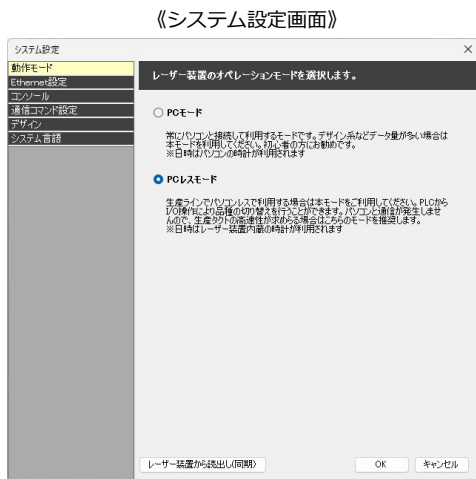 《システム設定画面》
システム設定
動作モード
Ethernet設定
コンソール
通信コマンド設定
デザイン
システム言語
レーザー装置のオペレーションモードを選択します。
PCモード
常にパソコンと接続して利用するモードです。デザイン系などデータ量が多い場合は
本モードを利用してください。初心者の方にお勧めです。
※日時はパソコンの時計が利用されます
PCレスモード
生産ラインでパソコンレスで利用する場合は本モードをご利用してください。PLCから
I/O操作により品種の切り替えを行うことができます。パソコンと通信が発生しませ
んので、生産タクトの高速性が求められる場合はこちらのモードを推奨します。
※日時はレーザー装置内蔵の時計が利用されます
レーザー装置から読出し(同期)
OK
キャンセル